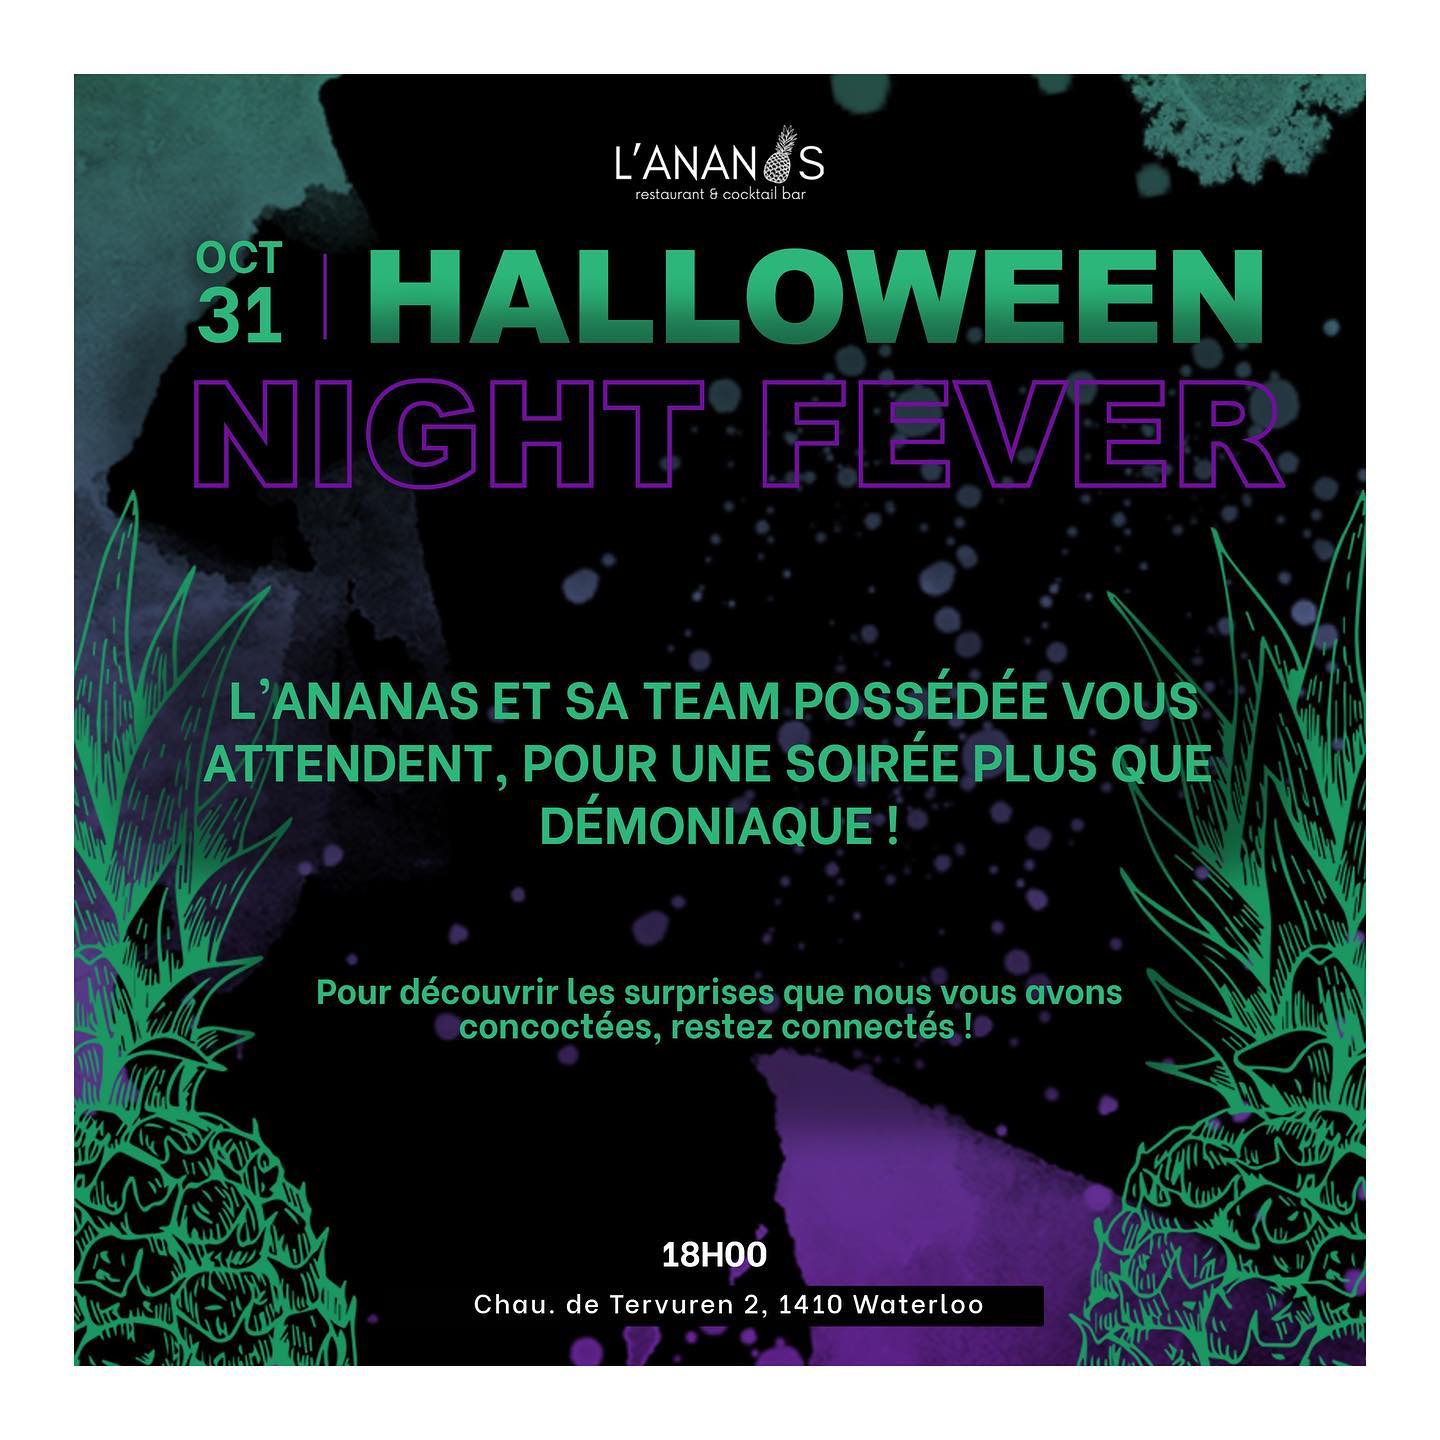 L'ANANAS
restaurant & cocktail bar
OCT
31
HALLOWEEN
NIGHT FEVER
L'ANANAS ET SA TEAM POSSÉDÉE VOUS
ATTENDENT, POUR UNE SOIRÉE PLUS QUE
DÉMONIAQUE !
Pour découvrir les surprises que nous vous avons
concoctées, restez connectés !
18H00
Chau. de Tervuren 2, 1410 Waterloo